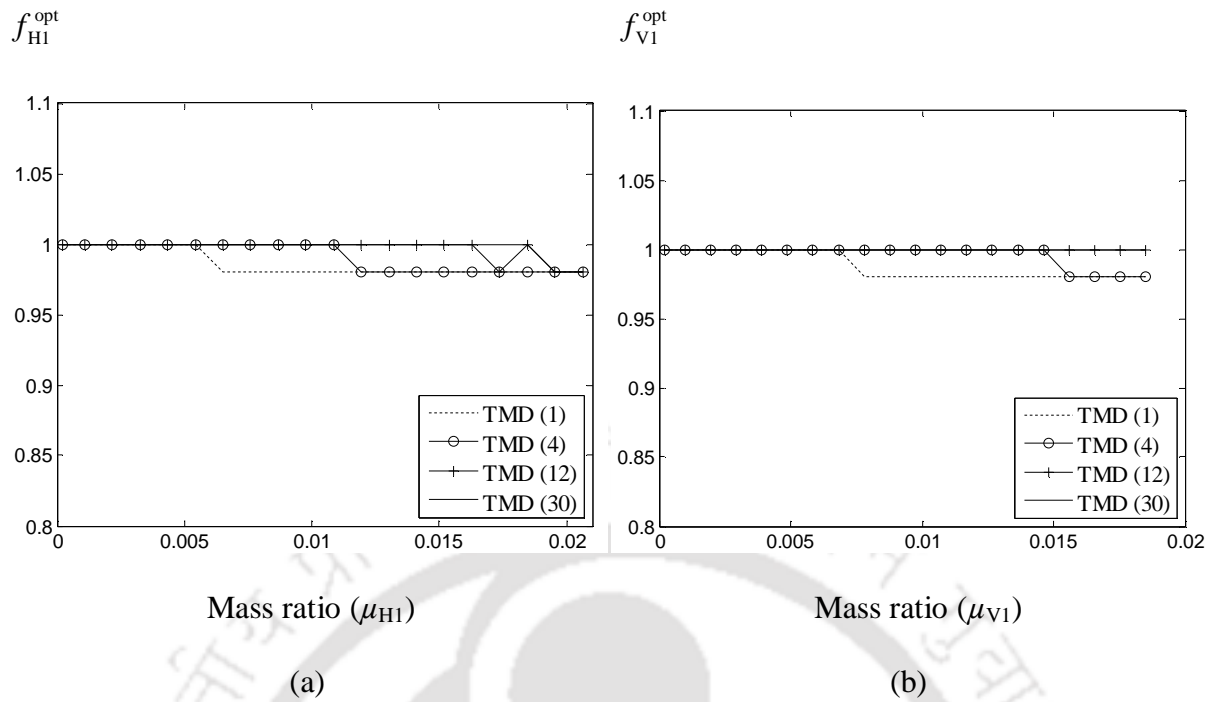 f_H1^opt
f_V1^opt
1.1
1.05
1
0.95
0.9
0.85
0.8
0
0.005
0.01
0.015
0.02
TMD (1)
TMD (4)
TMD (12)
TMD (30)
1.1
1.05
1
0.95
0.9
0.85
0.8
0
0.005
0.01
0.015
0.02
TMD (1)
TMD (4)
TMD (12)
TMD (30)
Mass ratio (μH1)
Mass ratio (μV1)
(a)
(b)